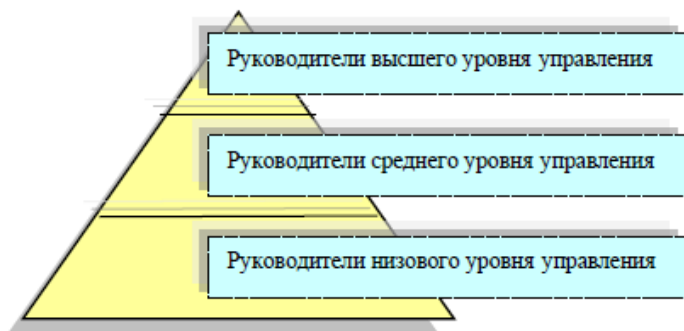 Руководители высшего уровня управления
Руководители среднего уровня управления
Руководители низового уровня управления